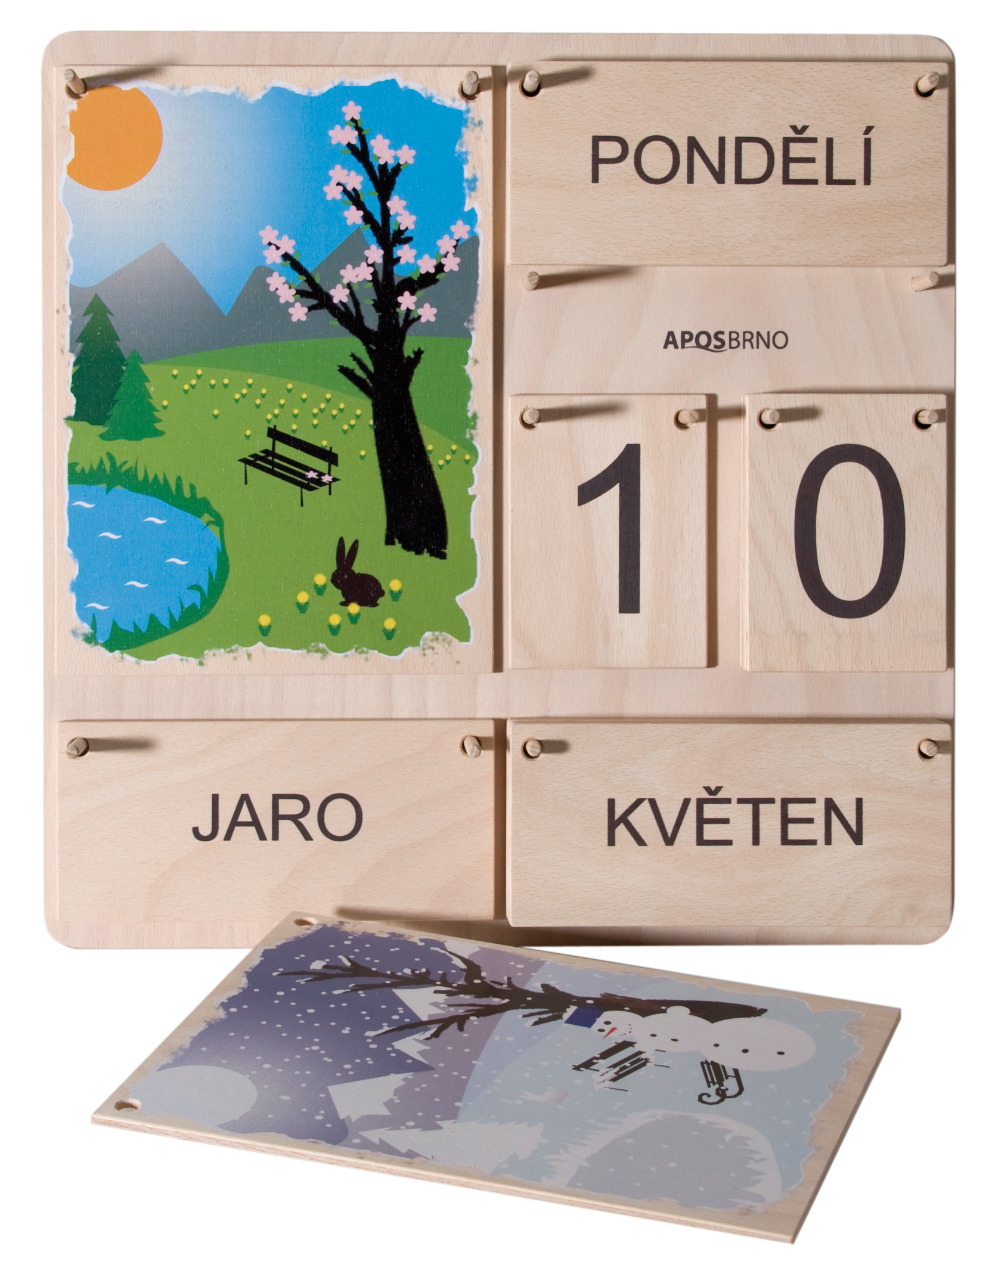 PONDĚLÍ
APOSBRNO
10
JARO
KVĚTEN